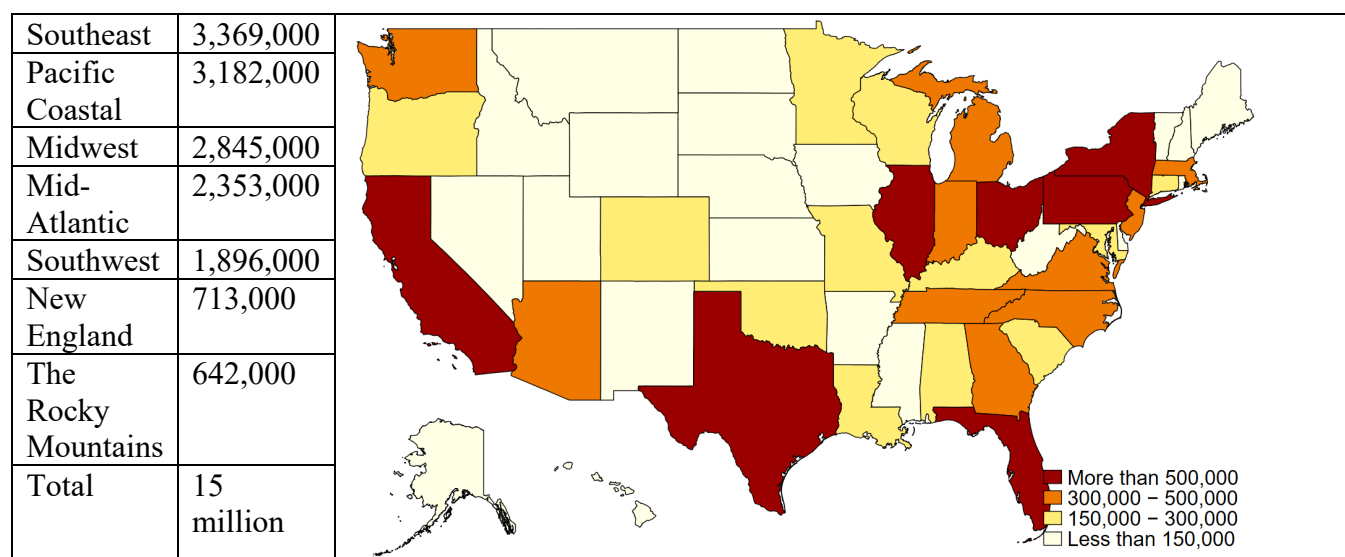 Southeast 3,369,000
Pacific 3,182,000
Coastal
Midwest 2,845,000
Mid- 2,353,000
Atlantic
Southwest 1,896,000
New 713,000
England
The 642,000
Rocky
Mountains
Total 15
million
More than 500,000
300,000 − 500,000
150,000 − 300,000
Less than 150,000